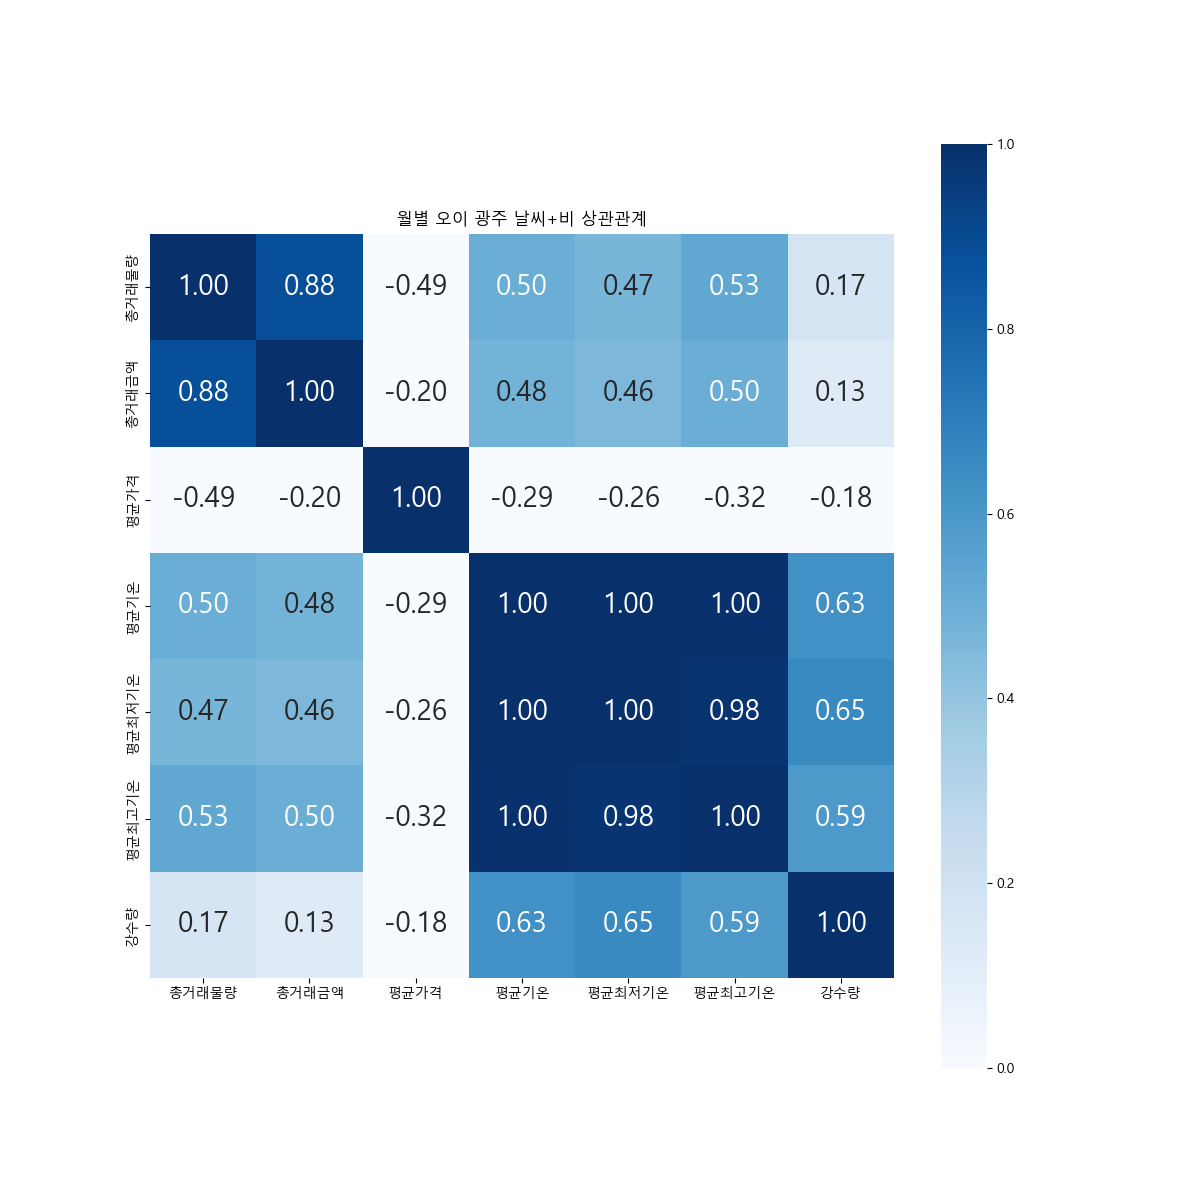 월별 오이 광주 날씨+비 상관관계
총거래물량 1.00 0.88 -0.49 0.50 0.47 0.53 0.17
총거래금액 0.88 1.00 -0.20 0.48 0.46 0.50 0.13
평균가격 -0.49 -0.20 1.00 -0.29 -0.26 -0.32 -0.18
평균기온 0.50 0.48 -0.29 1.00 1.00 1.00 0.63
평균최저기온 0.47 0.46 -0.26 1.00 1.00 0.98 0.65
평균최고기온 0.53 0.50 -0.32 1.00 0.98 1.00 0.59
강수량 0.17 0.13 -0.18 0.63 0.65 0.59 1.00
총거래물량 총거래금액 평균가격 평균기온 평균최저기온 평균최고기온 강수량
1.0
0.8
0.6
0.4
0.2
0.0